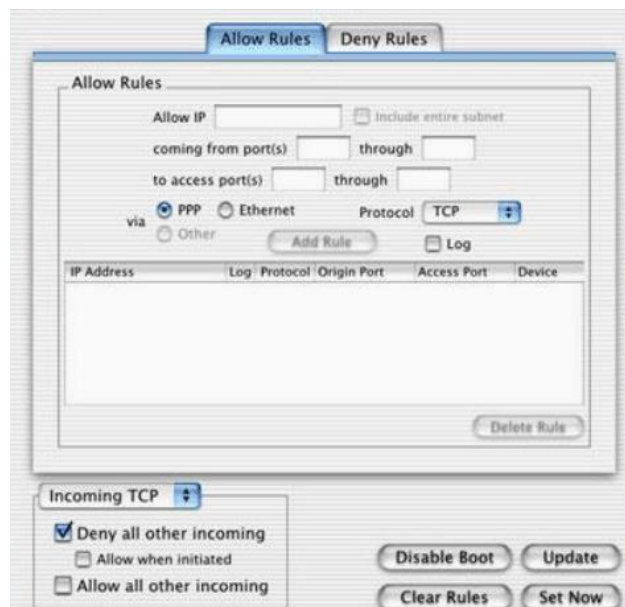 Allow Rules Deny Rules
Allow Rules
Allow IP Include entire subnet
coming from port(s) through
to access port(s) through
via PPP Ethernet Protocol TCP
Other Add Rule Log
IP Address Log Protocol Origin Port Access Port Device
Delete Rule
Incoming TCP
Deny all other incoming
Allow when initiated Disable Boot Update
Allow all other incoming Clear Rules Set Now